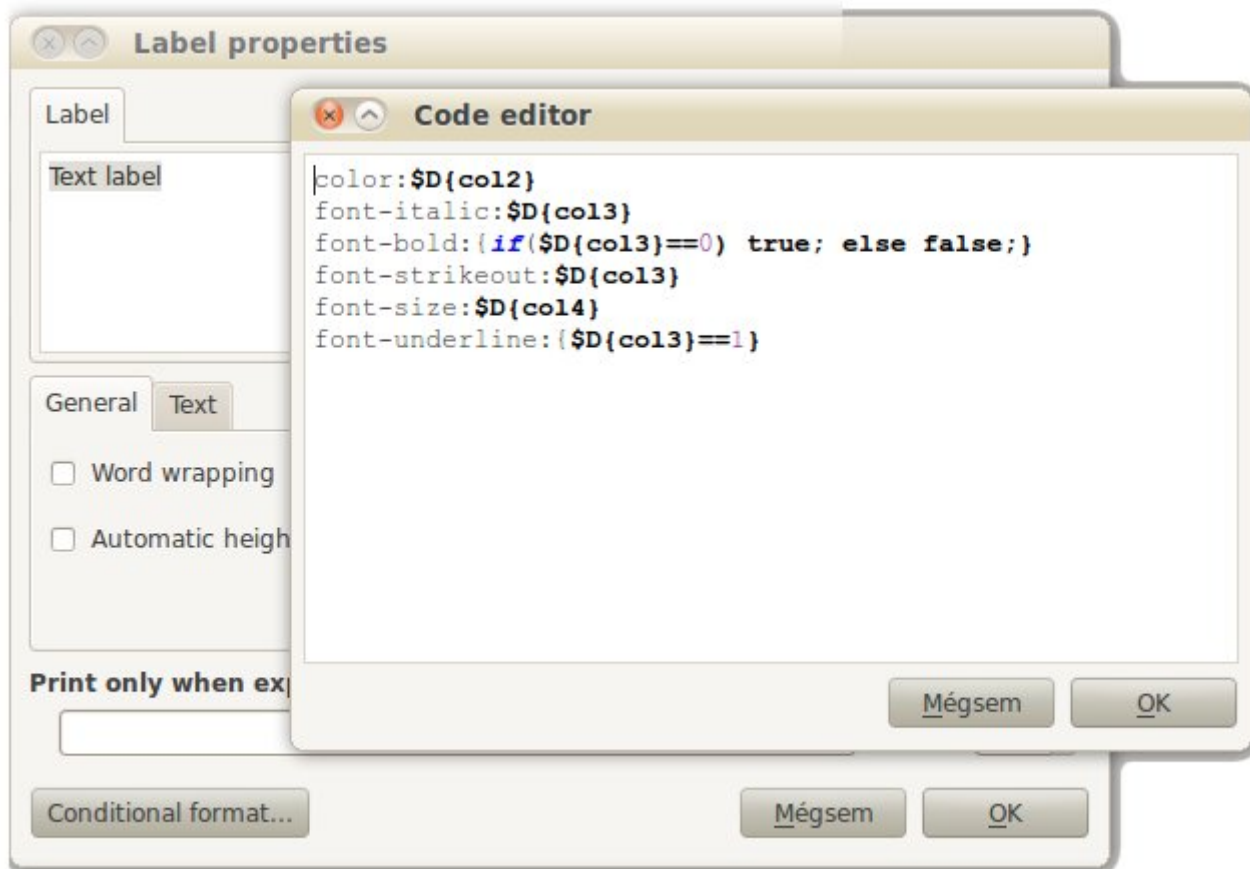 Label properties
Label
Text label
Code editor
color:$D{col2}
font-italic:$D{col3}
font-bold:{if($D{col3}==0) true; else false;}
font-strikeout:$D{col3}
font-size:$D{col4}
font-underline:{$D{col3}==1}
General Text
Word wrapping
Automatic heigh
Print only when ex
Mégsem OK
Conditional format... Mégsem OK